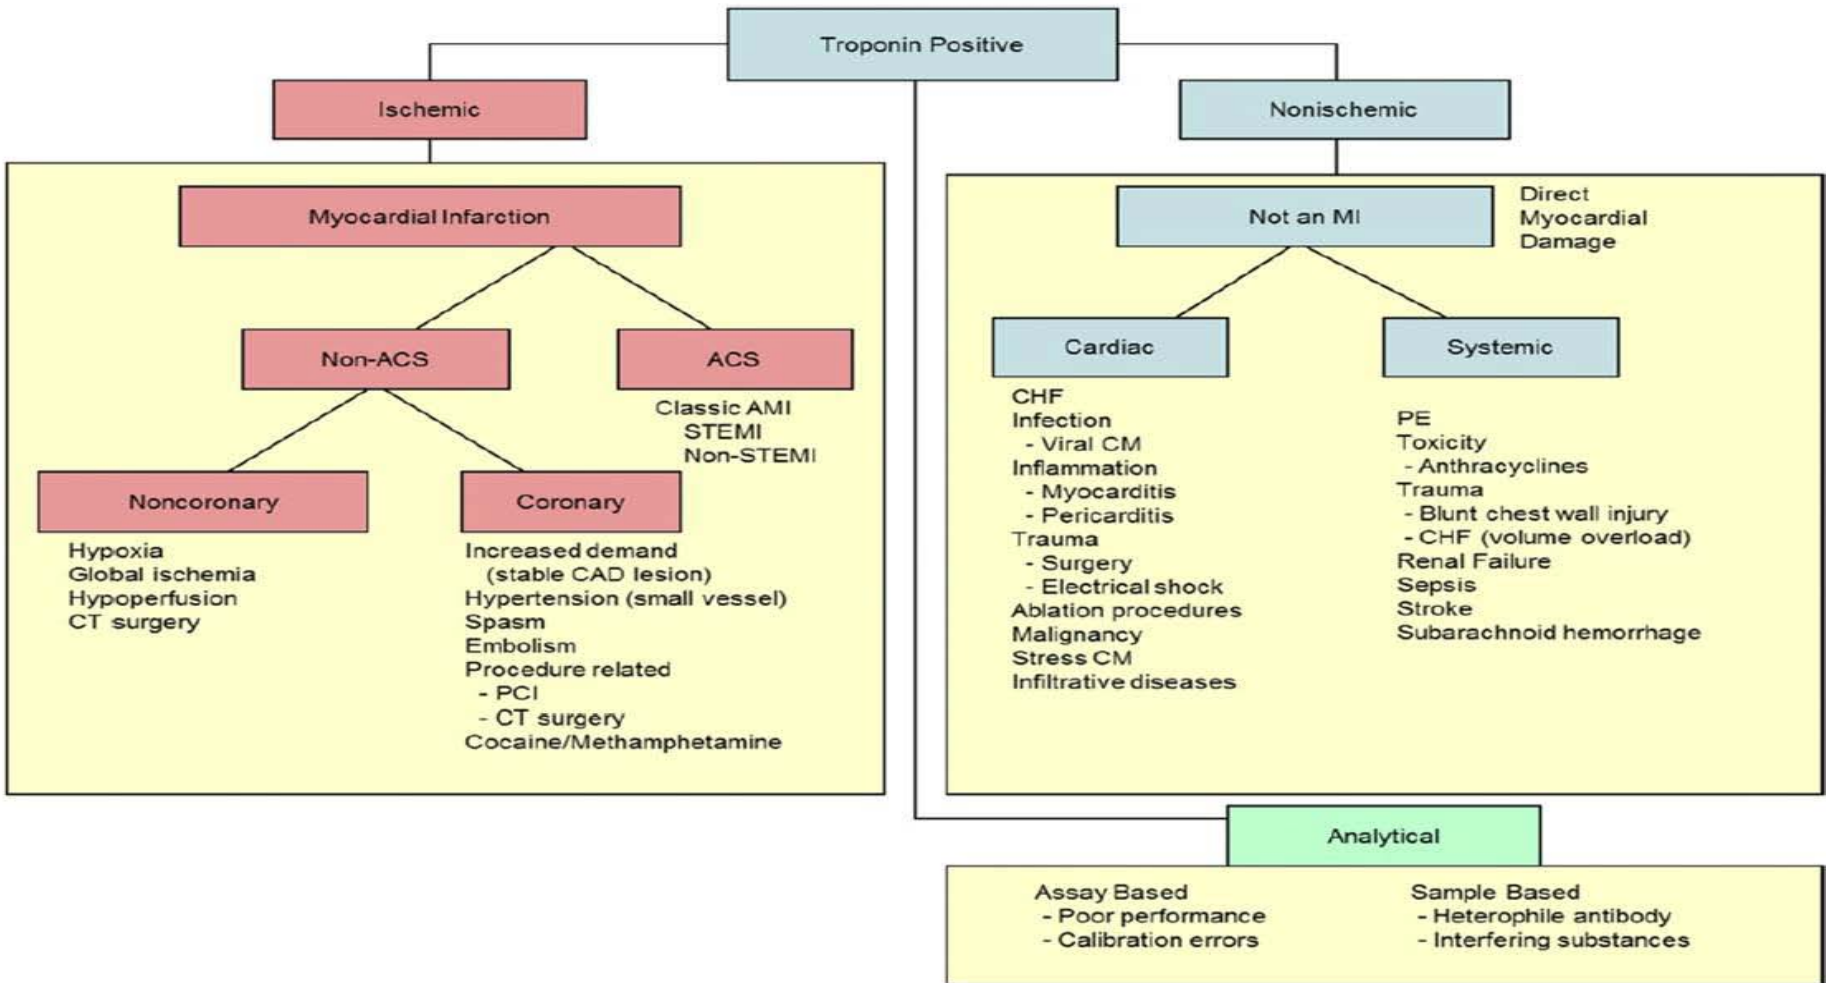 Troponin Positive
Ischemic
Nonischemic
Myocardial Infarction
Not an MI
Direct
Myocardial
Damage
Non-ACS
ACS
Classic AMI
STEMI
Non-STEMI
Noncoronary
Hypoxia
Global ischemia
Hypoperfusion
CT surgery
Coronary
Increased demand
(stable CAD lesion)
Hypertension (small vessel)
Spasm
Embolism
Procedure related
- PCI
- CT surgery
Cocaine/Methamphetamine
Cardiac
CHF
Infection
- Viral CM
Inflammation
- Myocarditis
- Pericarditis
Trauma
- Surgery
- Electrical shock
Ablation procedures
Malignancy
Stress CM
Infiltrative diseases
Systemic
PE
Toxicity
- Anthracyclines
Trauma
- Blunt chest wall injury
- CHF (volume overload)
Renal Failure
Sepsis
Stroke
Subarachnoid hemorrhage
Analytical
Assay Based
- Poor performance
- Calibration errors
Sample Based
- Heterophile antibody
- Interfering substances